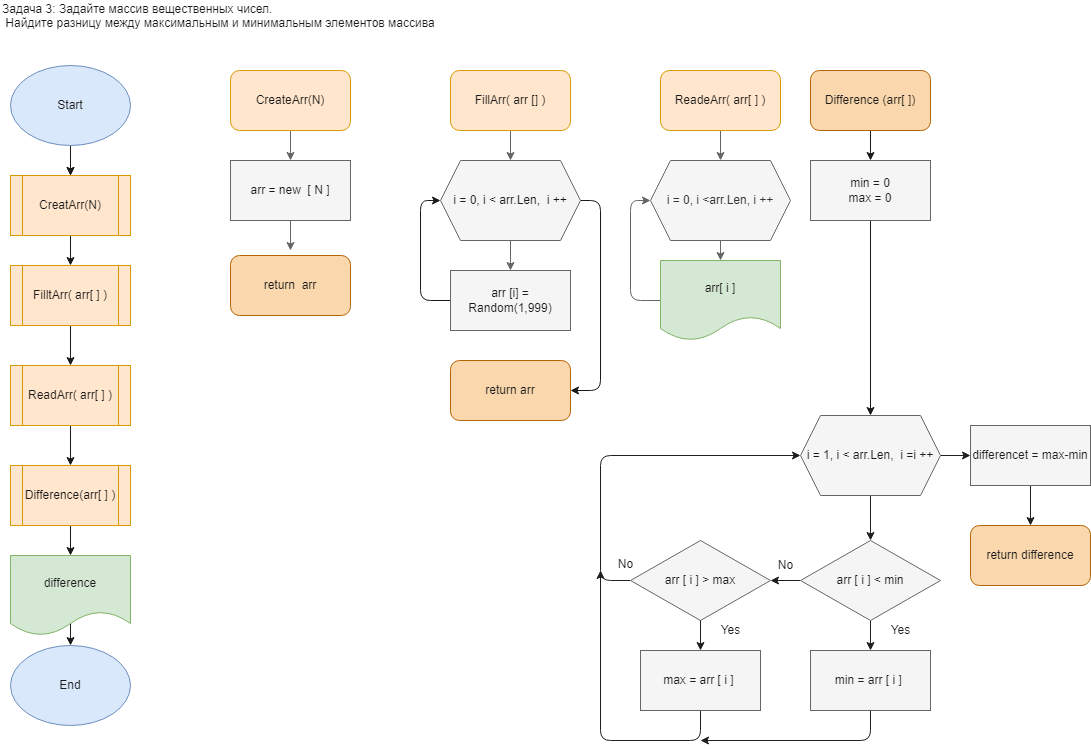 Задача 3: Задайте массив вещественных чисел.
Найдите разницу между максимальным и минимальным элементов массива
Start
CreatArr(N)
FilltArr( arr[ ] )
ReadArr( arr[ ] )
Difference(arr[ ] )
difference
End
CreateArr(N)
arr = new [ N ]
return arr
FillArr( arr [] )
i = 0, i < arr.Len, i ++
arr [i] =
Random(1,999)
return arr
ReadeArr( arr[ ] )
i = 0, i <arr.Len, i ++
arr[ i ]
Difference (arr[ ])
min = 0
max = 0
i = 1, i < arr.Len, i =i ++
differencet = max-min
return difference
arr [ i ] < min
No
Yes
arr [ i ] > max
No
Yes
max = arr [ i ]
min = arr [ i ]